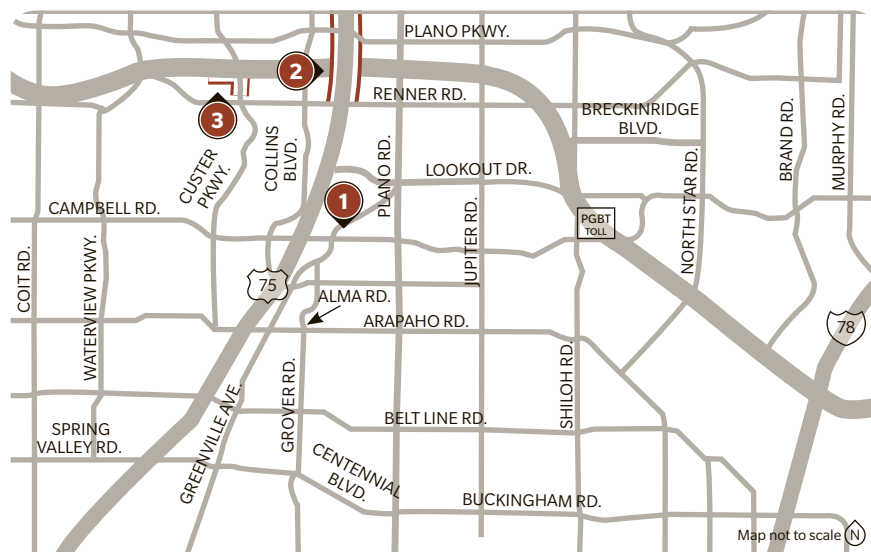 PLANO PKWY.
2
RENNER RD.
3
BRECKINRIDGE
BLVD.
CUSTER
PKWY.
COLLINS
BLVD.
PLANO RD.
LOOKOUT DR.
BRAND RD.
MURPHY RD.
1
CAMPBELL RD.
PGBT
TOLL
NORTH STAR RD.
JUPITER RD.
COIT RD.
WATERVIEW PKWY.
75
ALMA RD.
ARAPAHO RD.
78
SHILOH RD.
GREENVILLE AVE.
GROVER RD.
BELT LINE RD.
SPRING
VALLEY RD.
CENTENNIAL
BLVD.
BUCKINGHAM RD.
Map not to scale
N